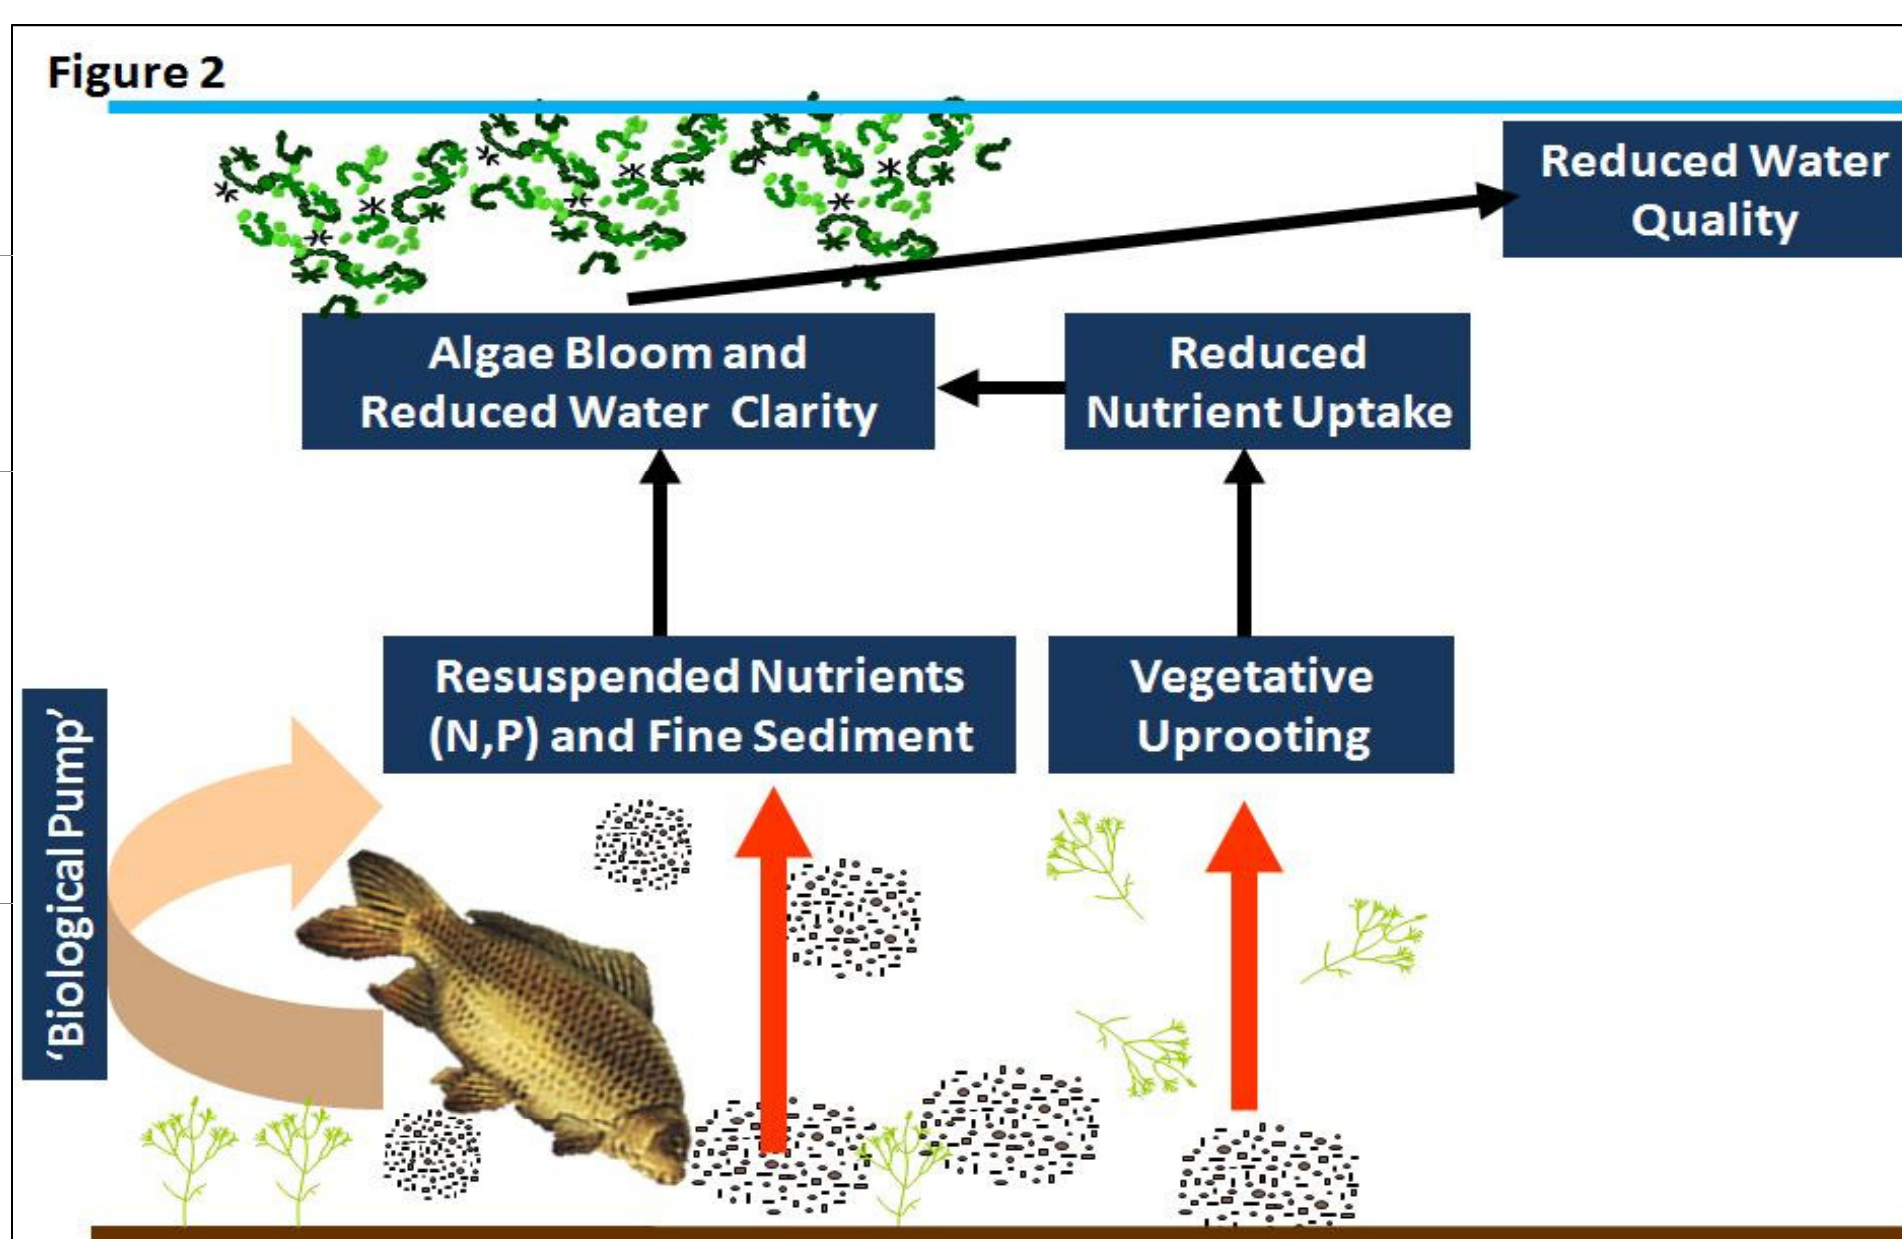 Figure 2
Reduced Water
Quality
Algae Bloom and
Reduced Water Clarity
Reduced
Nutrient Uptake
Resuspended Nutrients
(N,P) and Fine Sediment
Vegetative
Uprooting
‘Biological Pump’